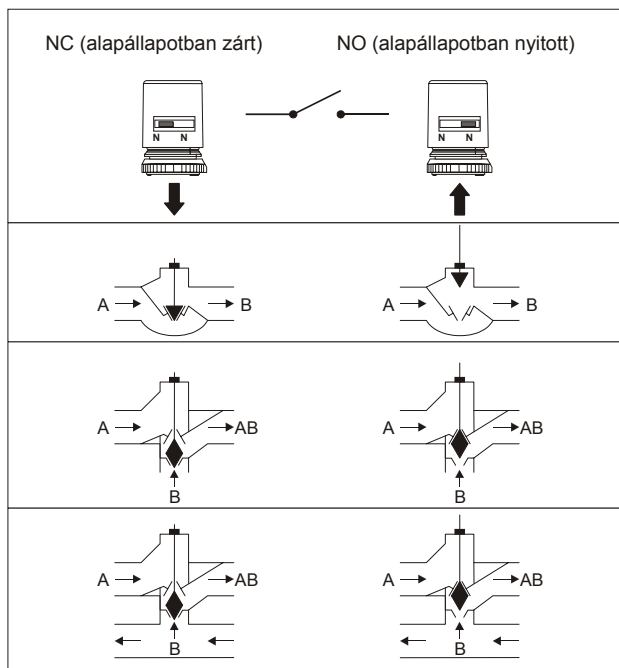 NC (alapállapotban zárt) NO (alapállapotban nyitott)
N N N N
A B A B
A AB A AB
B B
A AB A AB
B B